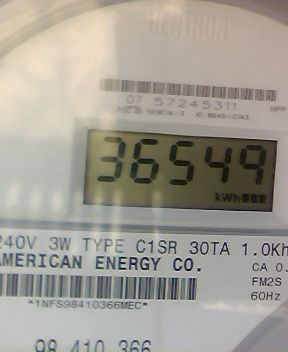 CENTRON
07 57245311
36549
kWh
240V 3W TYPE C1SR 30TA 1.0Kh
AMERICAN ENERGY CO.
CA 0.
FM2S
60Hz
*1NFS98410366MEC*
98 410 366